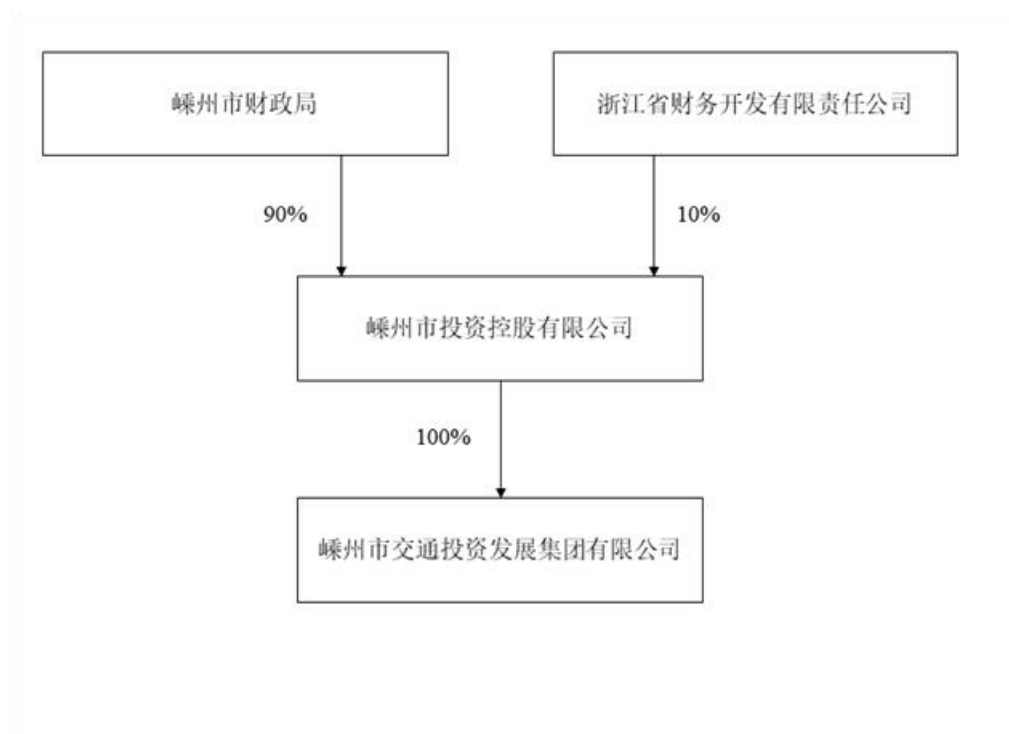 嵊州市财政局
浙江省财务开发有限责任公司
90%
10%
嵊州市投资控股有限公司
100%
嵊州市交通投资发展集团有限公司